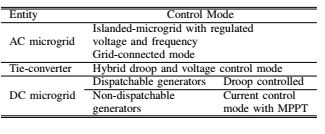 Entity Control Mode
AC microgrid Islanded-microgrid with regulated
voltage and frequency
Grid-connected mode
Tie-converter Hybrid droop and voltage control mode
DC microgrid Dispatchable generators Droop controlled
Non-dispatchable Current control
generators mode with MPPT